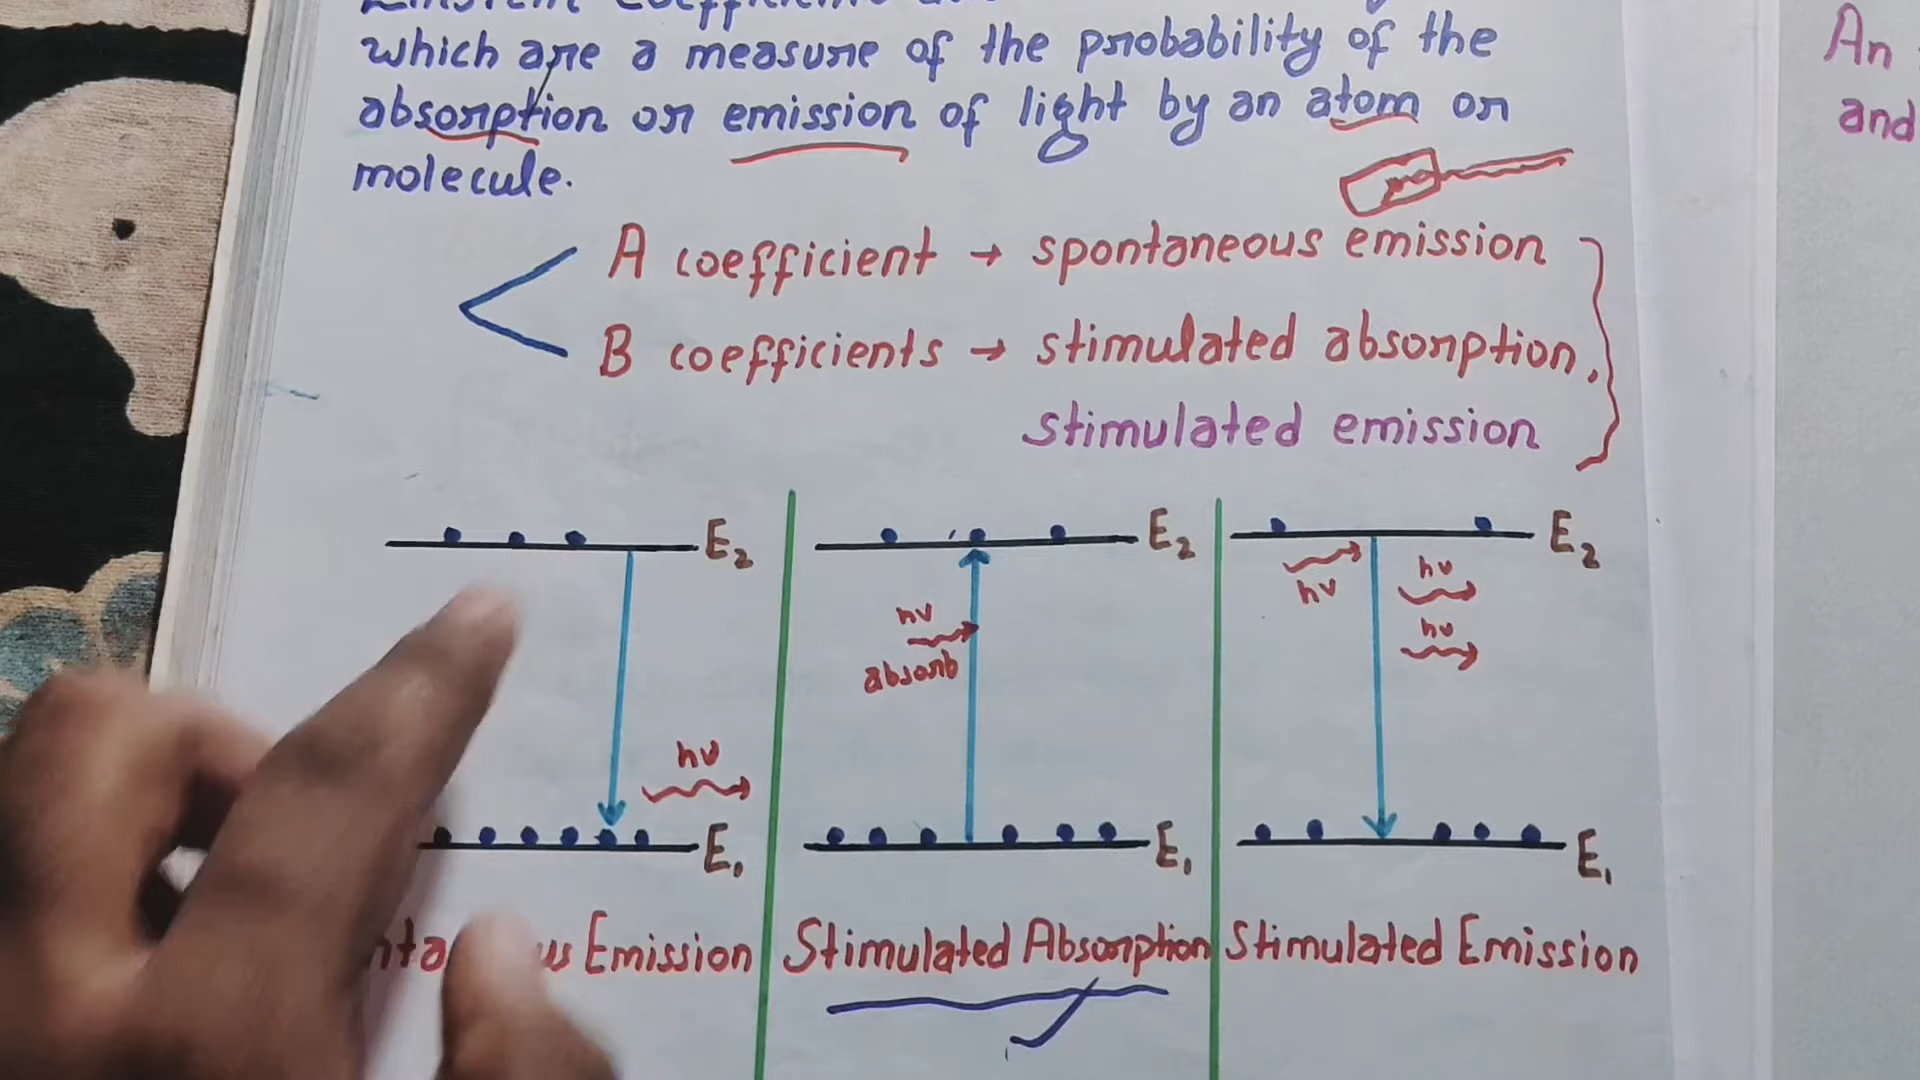 which are a measure of the probability of the
absorption or emission of light by an atom or
molecule.
A coefficient → spontaneous emission
B coefficients → stimulated absorption,
stimulated emission
E₂
E₂
E₂
hν
hν
hν
hν
absorb
hν
hν
E₁
E₁
E₁
Emission
Stimulated Absorption
Stimulated Emission
An
and